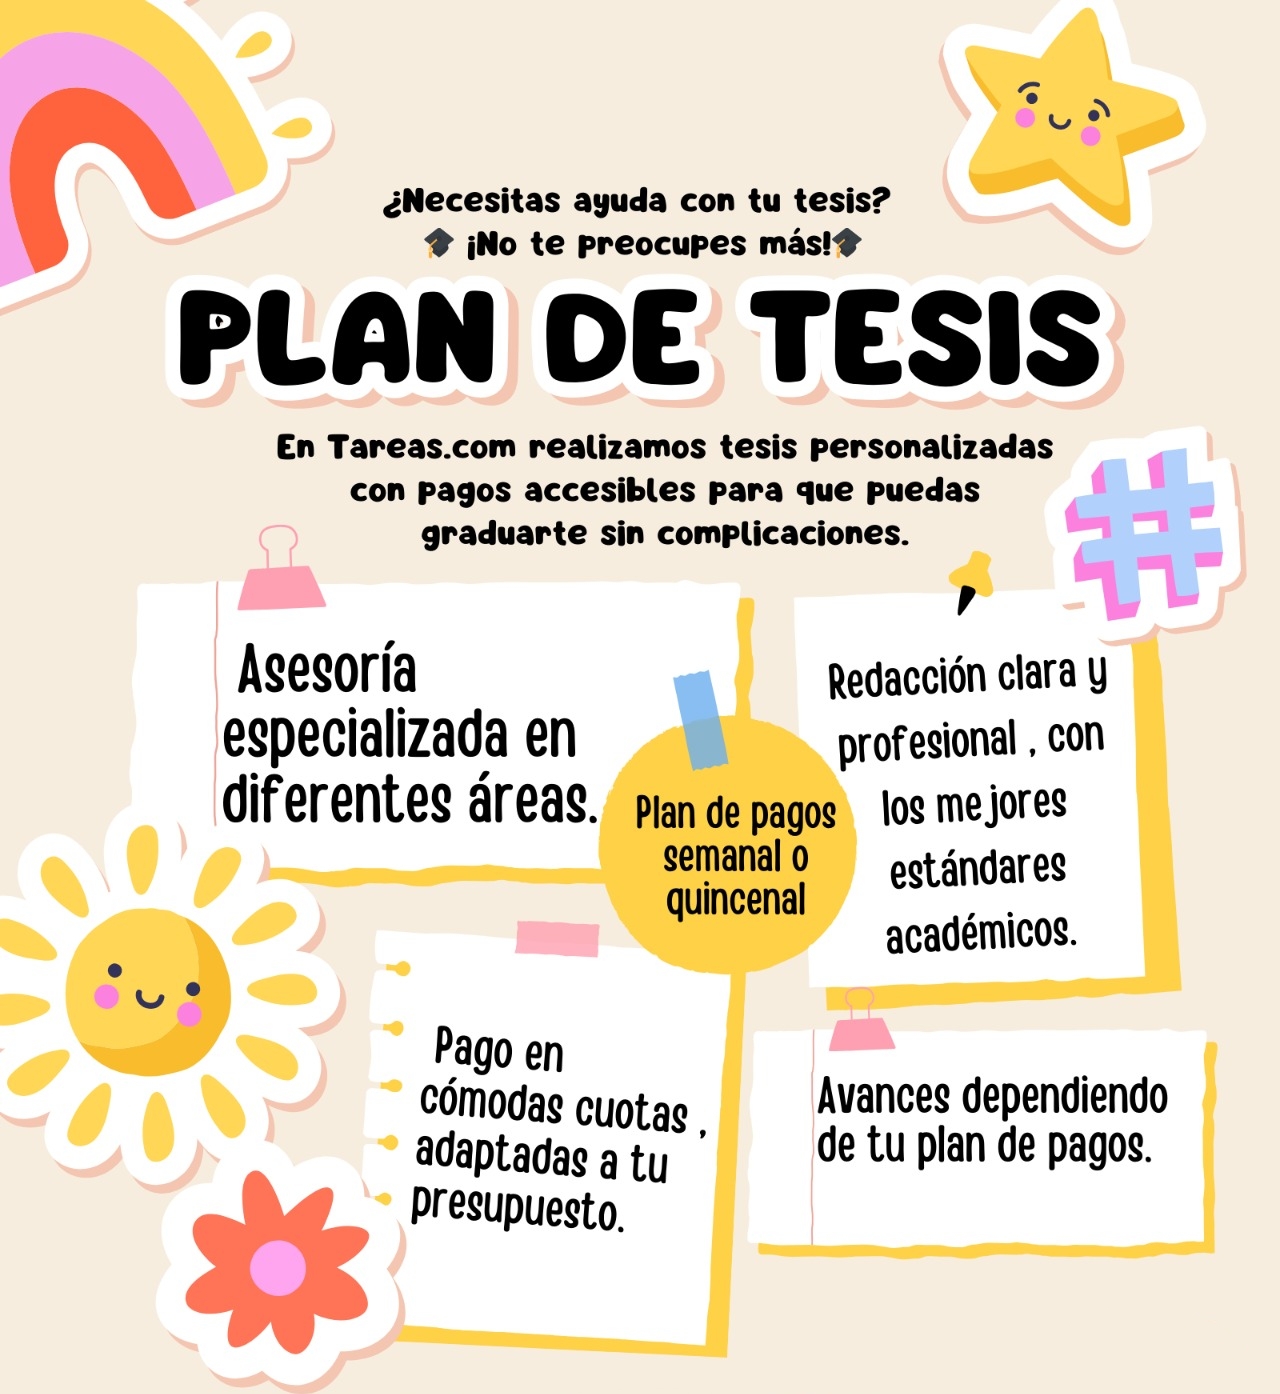 ¿Necesitas ayuda con tu tesis?
🎓 ¡No te preocupes más!🎓
PLAN DE TESIS
En Tareas.com realizamos tesis personalizadas
con pagos accesibles para que puedas
graduarte sin complicaciones.
Asesoría
especializada en
diferentes áreas.
Plan de pagos
semanal o
quincenal
Redacción clara y
profesional , con
los mejores
estándares
académicos.
Pago en
cómodas cuotas ,
adaptadas a tu
presupuesto.
Avances dependiendo
de tu plan de pagos.
#